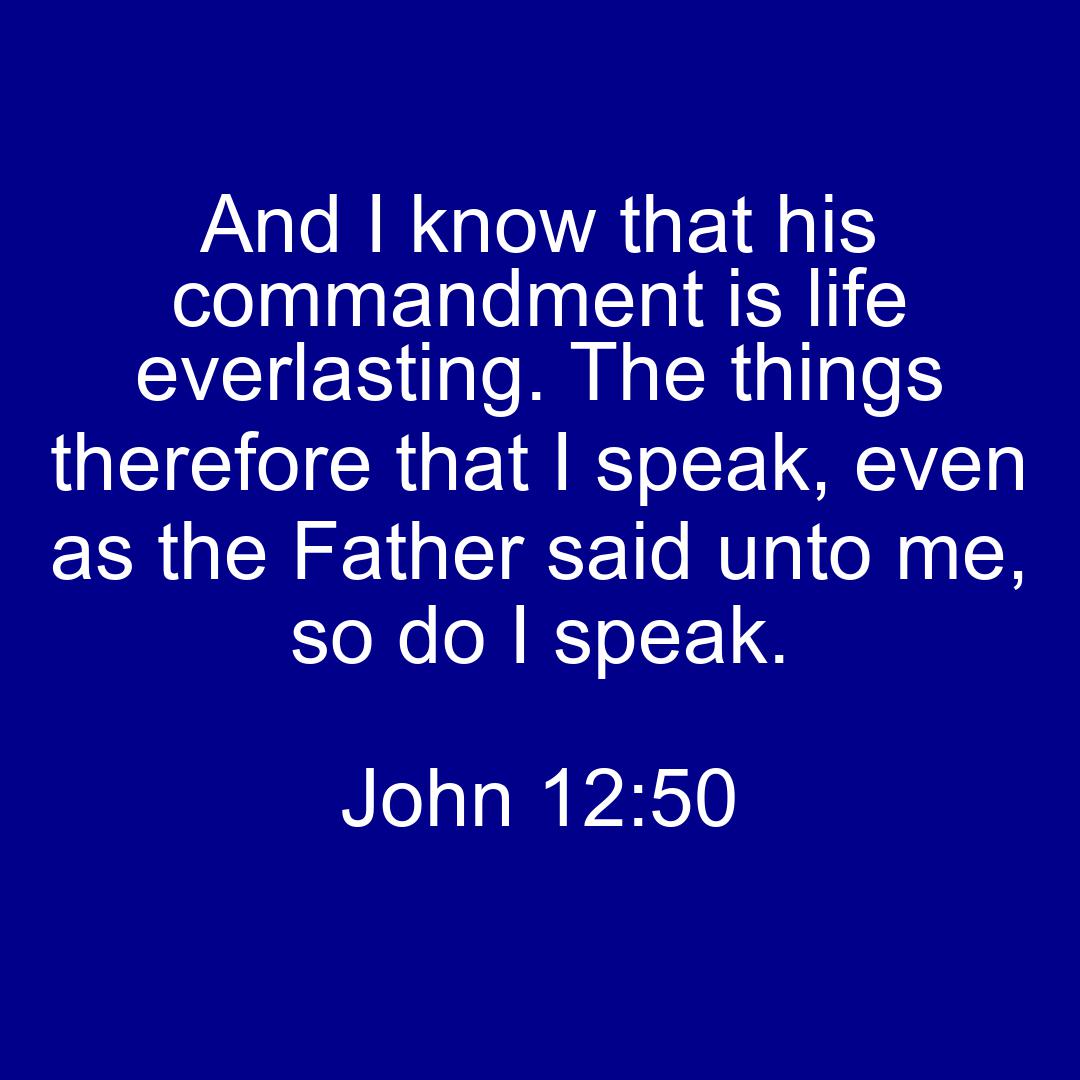 And I know that his
commandment is life
everlasting. The things
therefore that I speak, even
as the Father said unto me,
so do I speak.
John 12:50